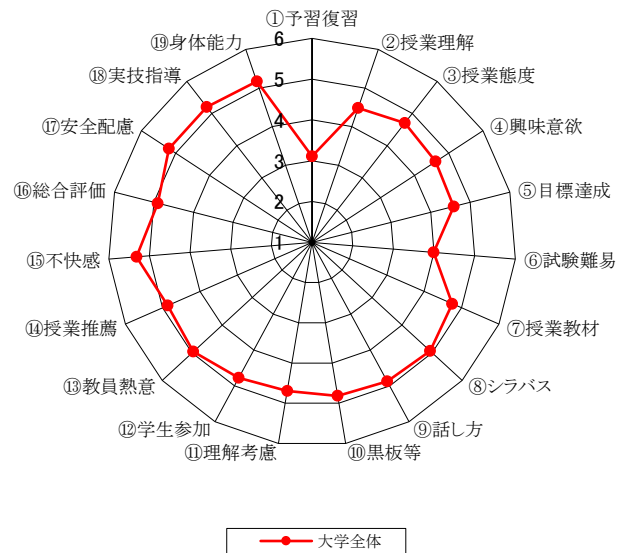 ①予習復習
②授業理解
③授業態度
④興味意欲
⑤目標達成
⑥試験難易
⑦授業教材
⑧シラバス
⑨話し方
⑩黒板等
⑪理解考慮
⑫学生参加
⑬教員熱意
⑭授業推薦
⑮不快感
⑯総合評価
⑰安全配慮
⑱実技指導
⑲身体能力
6
5
4
3
2
1
大学全体